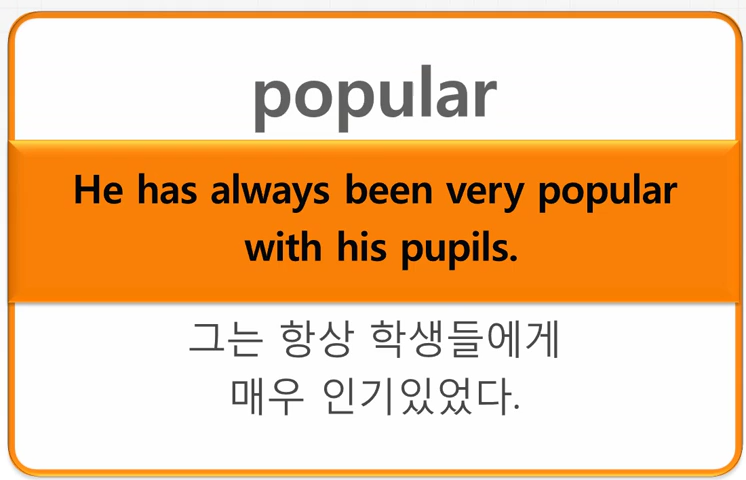 popular
He has always been very popular
with his pupils.
그는 항상 학생들에게
매우 인기있었다.